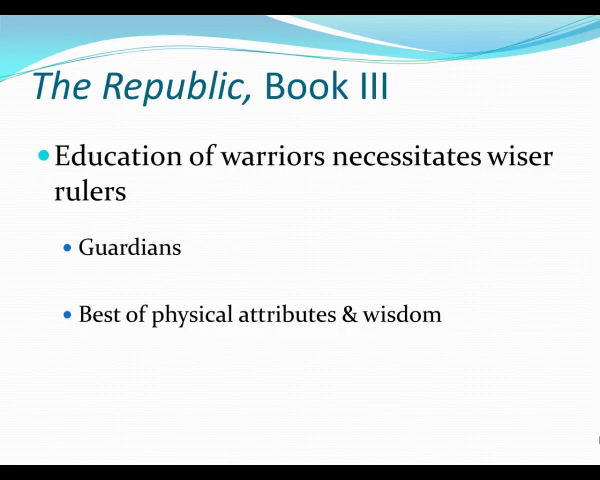 The Republic, Book III
• Education of warriors necessitates wiser
rulers
• Guardians
• Best of physical attributes & wisdom